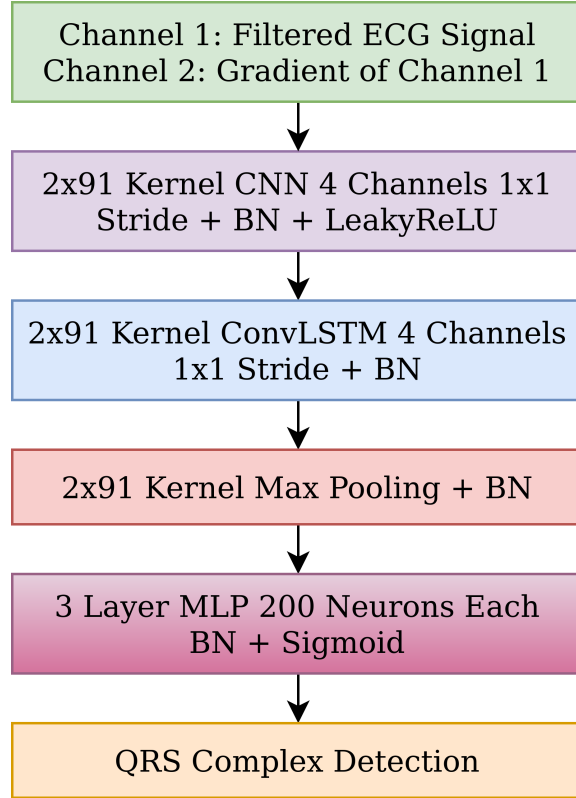 Channel 1: Filtered ECG Signal
Channel 2: Gradient of Channel 1
2x91 Kernel CNN 4 Channels 1x1
Stride + BN + LeakyReLU
2x91 Kernel ConvLSTM 4 Channels
1x1 Stride + BN
2x91 Kernel Max Pooling + BN
3 Layer MLP 200 Neurons Each
BN + Sigmoid
QRS Complex Detection